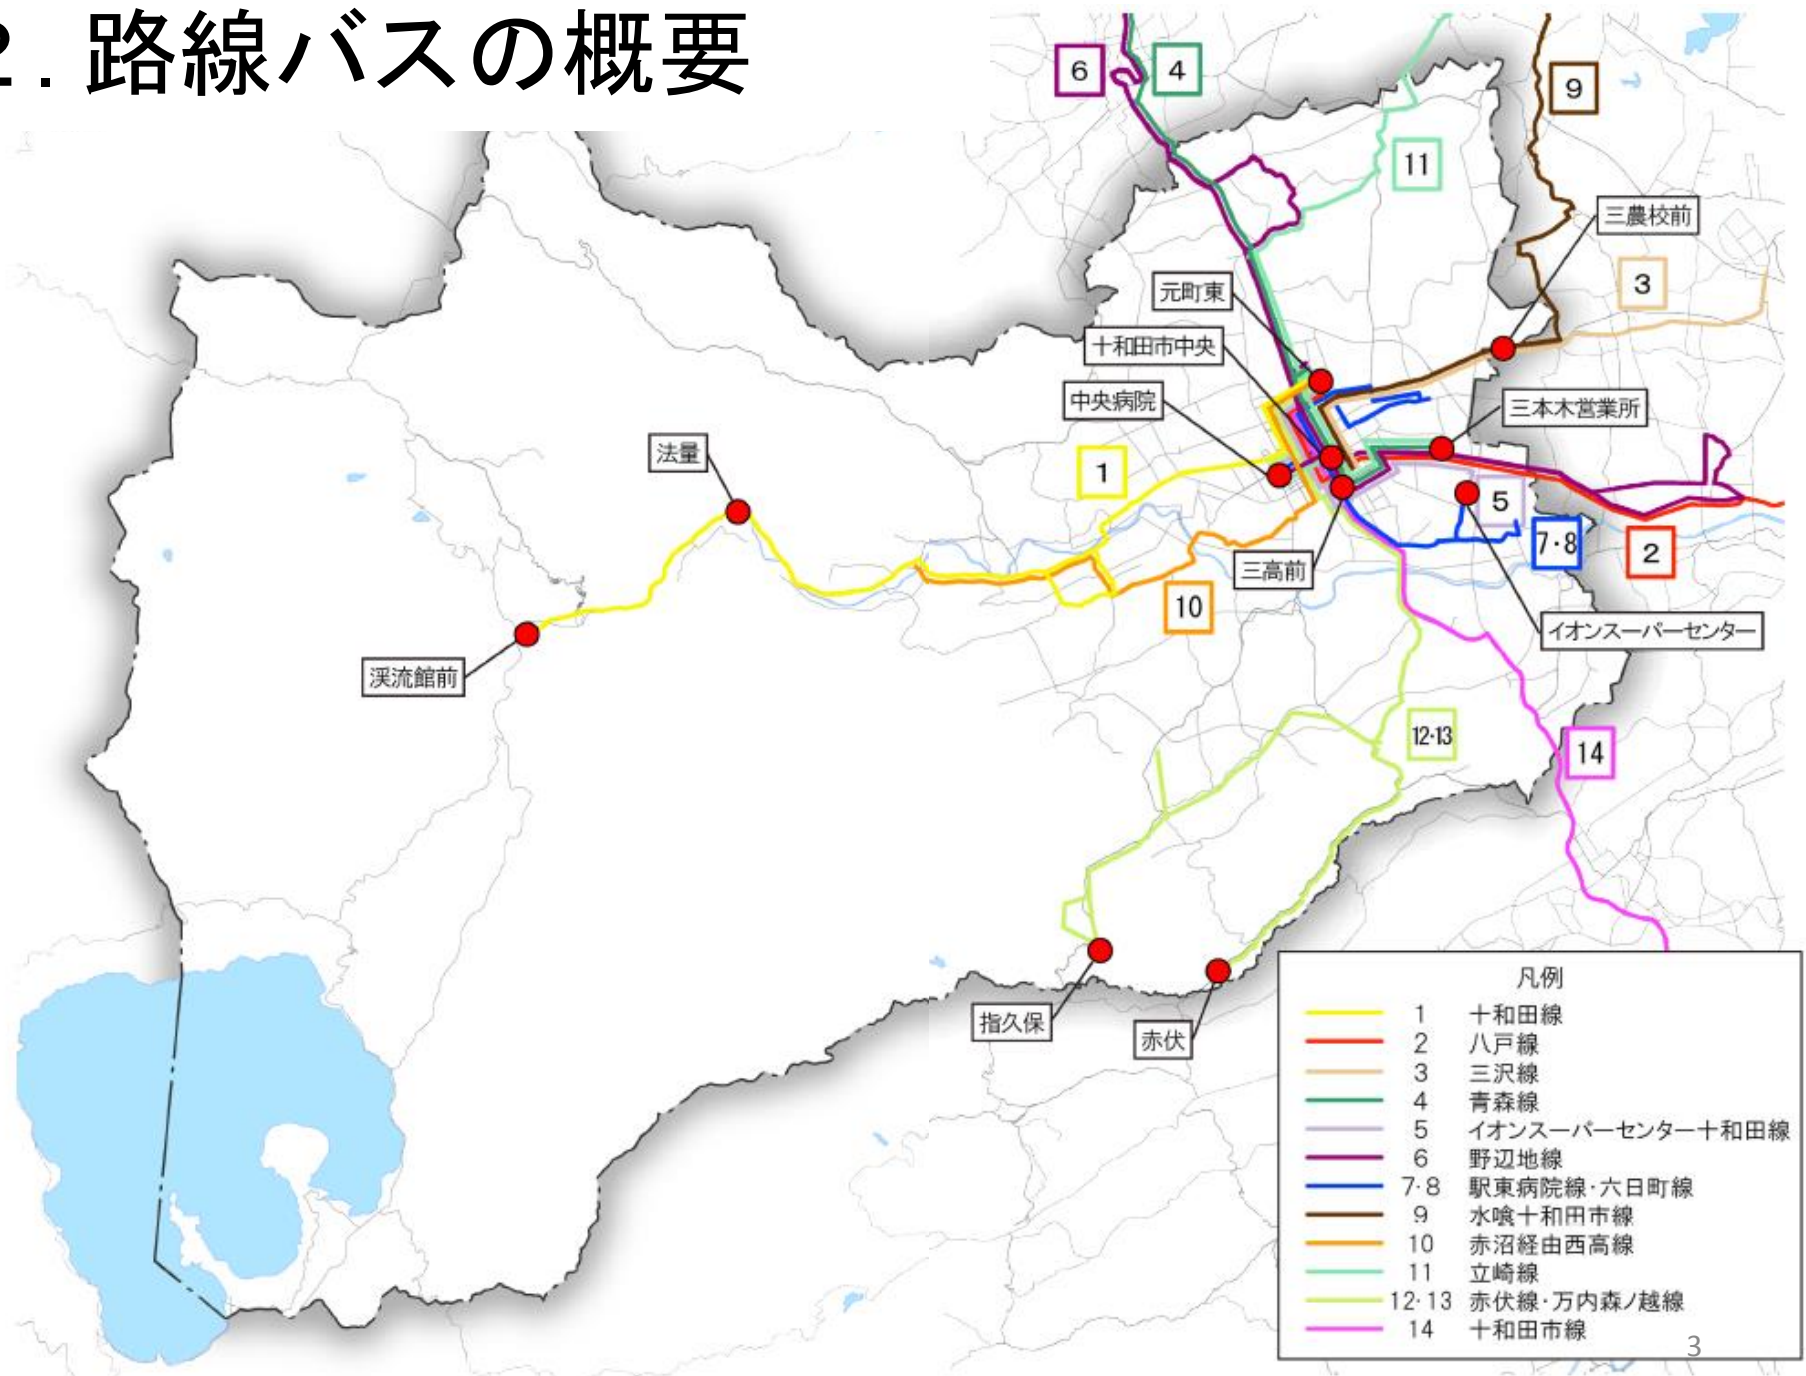 2. 路線バスの概要
6
4
9
11
三農校前
3
元町東
十和田市中央
中央病院
三本木営業所
法量
1
5
7・8
2
三高前
10
イオンスーパーセンター
渓流館前
12・13
14
指久保
赤伏
凡例
1 十和田線
2 八戸線
3 三沢線
4 青森線
5 イオンスーパーセンター十和田線
6 野辺地線
7・8 駅東病院線・六日町線
9 水喰十和田市線
10 赤沼経由西高線
11 立崎線
12・13 赤伏線・万内森ノ越線
14 十和田市線
3